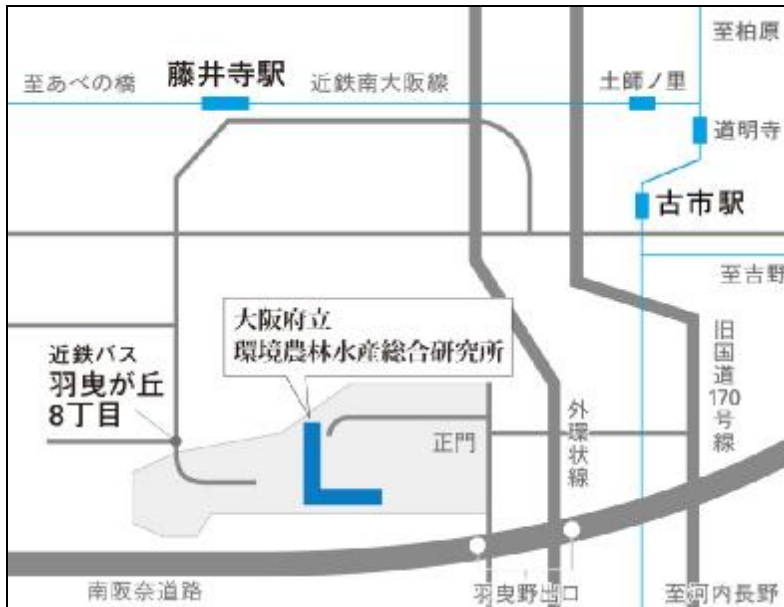 至柏原
至あべの橋
藤井寺駅
近鉄南大阪線
土師ノ里
道明寺
古市駅
至吉野
大阪府立
環境農林水産総合研究所
近鉄バス
羽曳が丘
8丁目
正門
外環状線
旧国道170号線
南阪奈道路
羽曳野出口
至河内長野